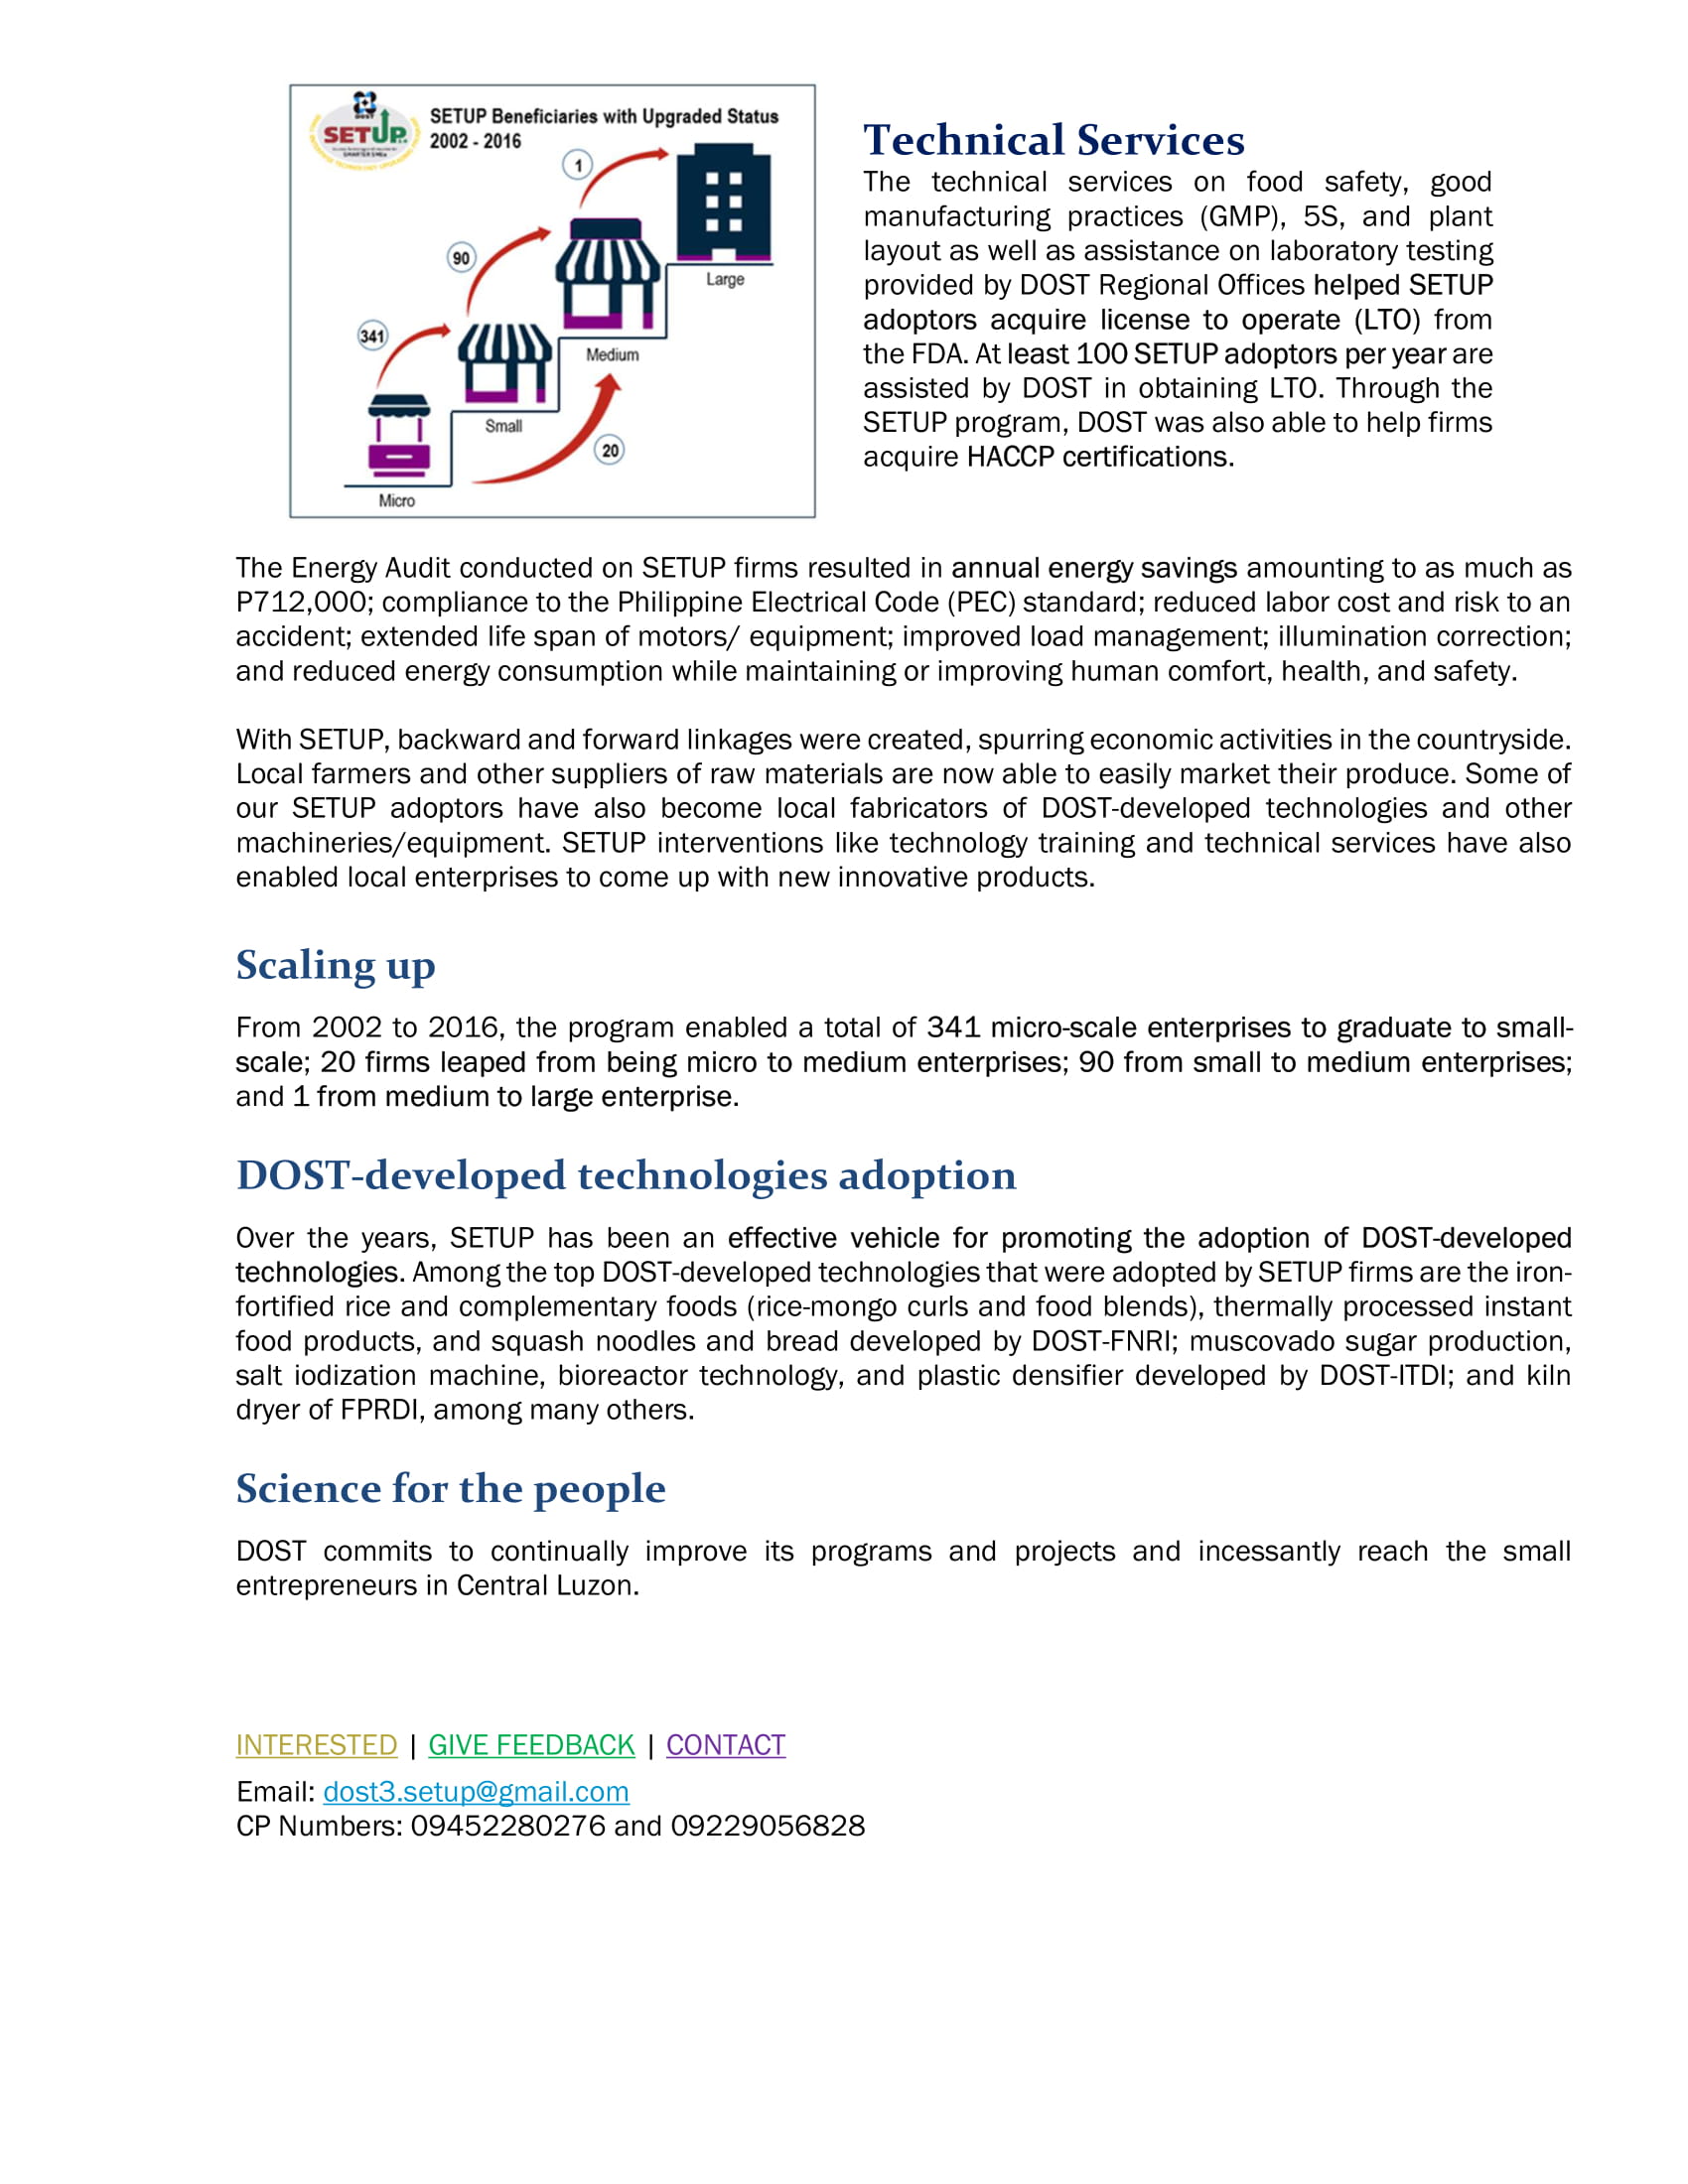 DOST
SETUP
SETUP Beneficiaries with Upgraded Status
2002 - 2016
1
90
341
20
Large
Medium
Small
Micro
Technical Services
The technical services on food safety, good
manufacturing practices (GMP), 5S, and plant
layout as well as assistance on laboratory testing
provided by DOST Regional Offices helped SETUP
adoptors acquire license to operate (LTO) from
the FDA. At least 100 SETUP adoptors per year are
assisted by DOST in obtaining LTO. Through the
SETUP program, DOST was also able to help firms
acquire HACCP certifications.
The Energy Audit conducted on SETUP firms resulted in annual energy savings amounting to as much as
P712,000; compliance to the Philippine Electrical Code (PEC) standard; reduced labor cost and risk to an
accident; extended life span of motors/ equipment; improved load management; illumination correction;
and reduced energy consumption while maintaining or improving human comfort, health, and safety.
With SETUP, backward and forward linkages were created, spurring economic activities in the countryside.
Local farmers and other suppliers of raw materials are now able to easily market their produce. Some of
our SETUP adoptors have also become local fabricators of DOST-developed technologies and other
machineries/equipment. SETUP interventions like technology training and technical services have also
enabled local enterprises to come up with new innovative products.
Scaling up
From 2002 to 2016, the program enabled a total of 341 micro-scale enterprises to graduate to small-
scale; 20 firms leaped from being micro to medium enterprises; 90 from small to medium enterprises;
and 1 from medium to large enterprise.
DOST-developed technologies adoption
Over the years, SETUP has been an effective vehicle for promoting the adoption of DOST-developed
technologies. Among the top DOST-developed technologies that were adopted by SETUP firms are the iron-
fortified rice and complementary foods (rice-mongo curls and food blends), thermally processed instant
food products, and squash noodles and bread developed by DOST-FNRI; muscovado sugar production,
salt iodization machine, bioreactor technology, and plastic densifier developed by DOST-ITDI; and kiln
dryer of FPRDI, among many others.
Science for the people
DOST commits to continually improve its programs and projects and incessantly reach the small
entrepreneurs in Central Luzon.
INTERESTED | GIVE FEEDBACK | CONTACT
Email: dost3.setup@gmail.com
CP Numbers: 09452280276 and 09229056828